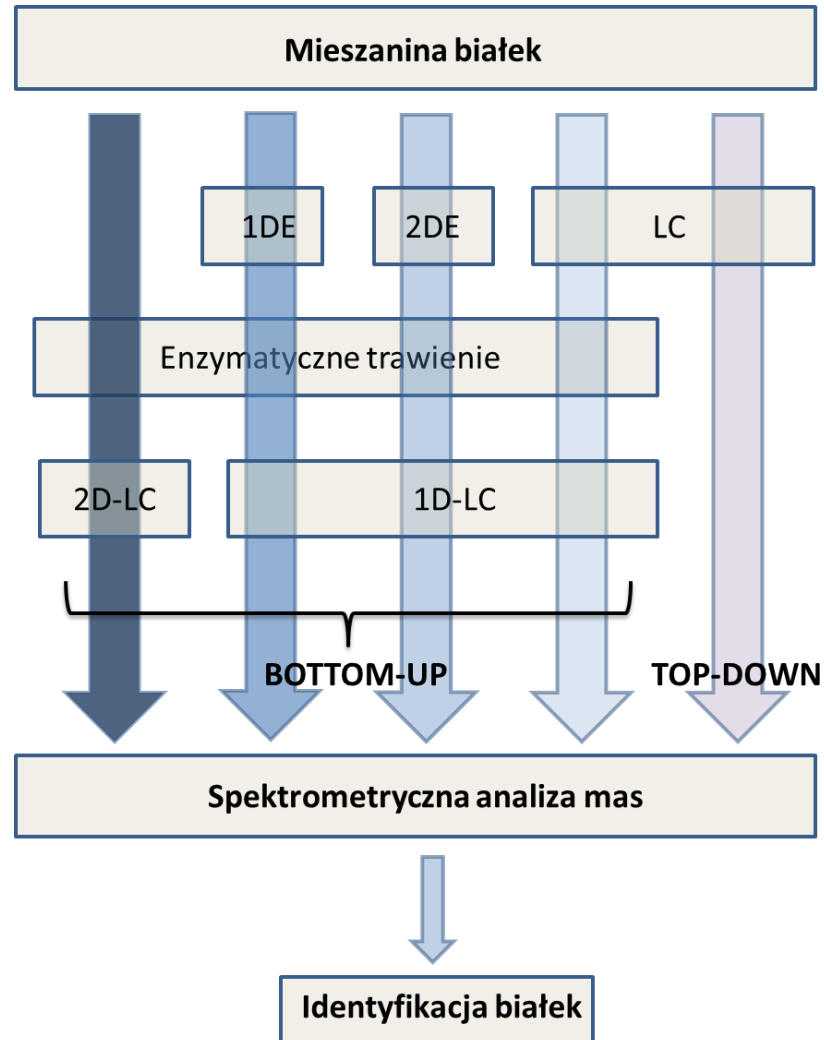 Mieszanina białek
1DE
2DE
LC
Enzymatyczne trawienie
2D-LC
1D-LC
BOTTOM-UP
TOP-DOWN
Spektrometryczna analiza mas
Identyfikacja białek